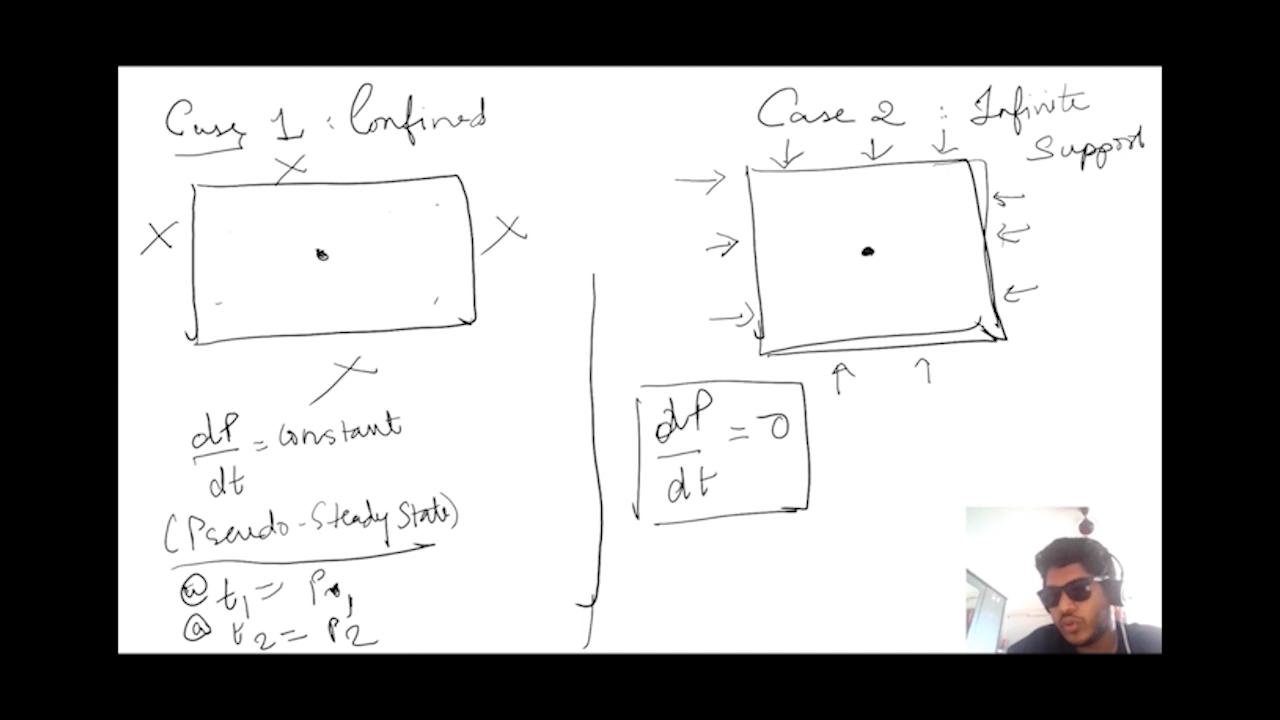 Case 1 : Confined
dP/dt = constant
(Pseudo-Steady State)
@ t1 = P1
@ t2 = P2
Case 2 : Infinite
Support
dP/dt = 0